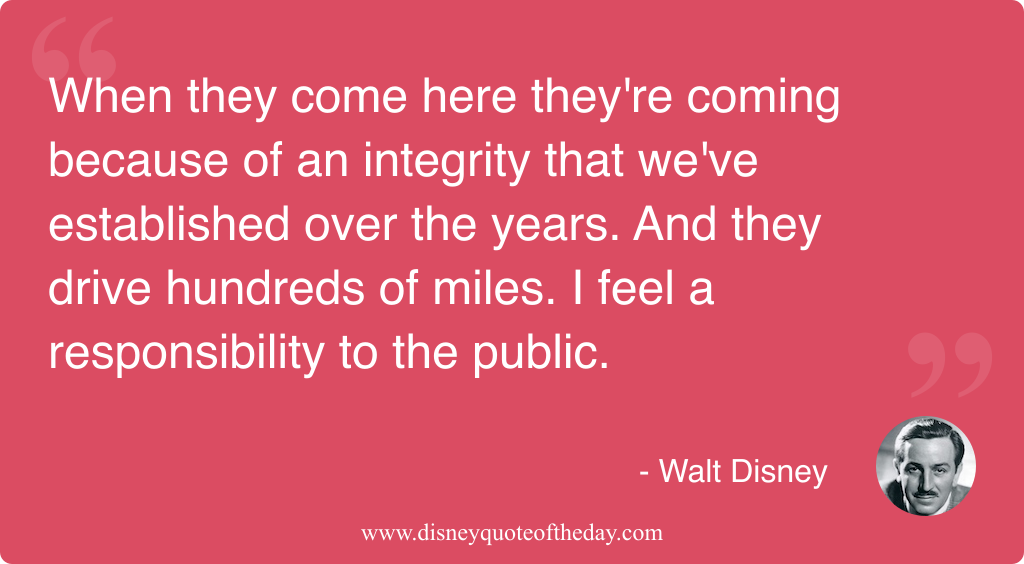 When they come here they're coming
because of an integrity that we've
established over the years. And they
drive hundreds of miles. I feel a
responsibility to the public.
- Walt Disney
www.disneyquoteoftheday.com